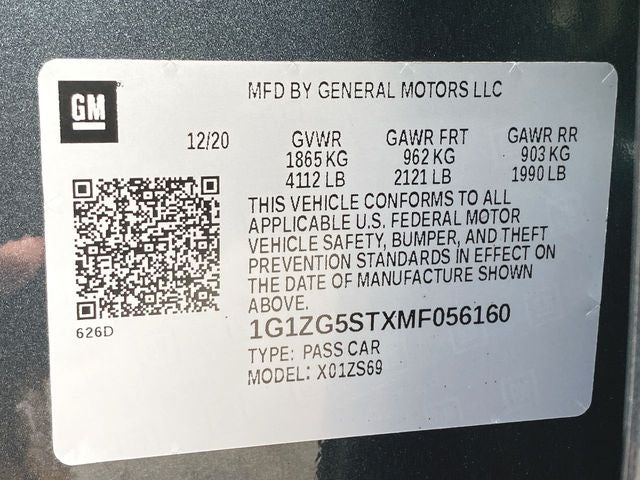 GM
MFD BY GENERAL MOTORS LLC
12/20 GVWR GAWR FRT GAWR RR
1865 KG 962 KG 903 KG
4112 LB 2121 LB 1990 LB
THIS VEHICLE CONFORMS TO ALL
APPLICABLE U.S. FEDERAL MOTOR
VEHICLE SAFETY, BUMPER, AND THEFT
PREVENTION STANDARDS IN EFFECT ON
THE DATE OF MANUFACTURE SHOWN
ABOVE.
626D
1G1ZG5STXMF056160
TYPE: PASS CAR
MODEL: X01ZS69